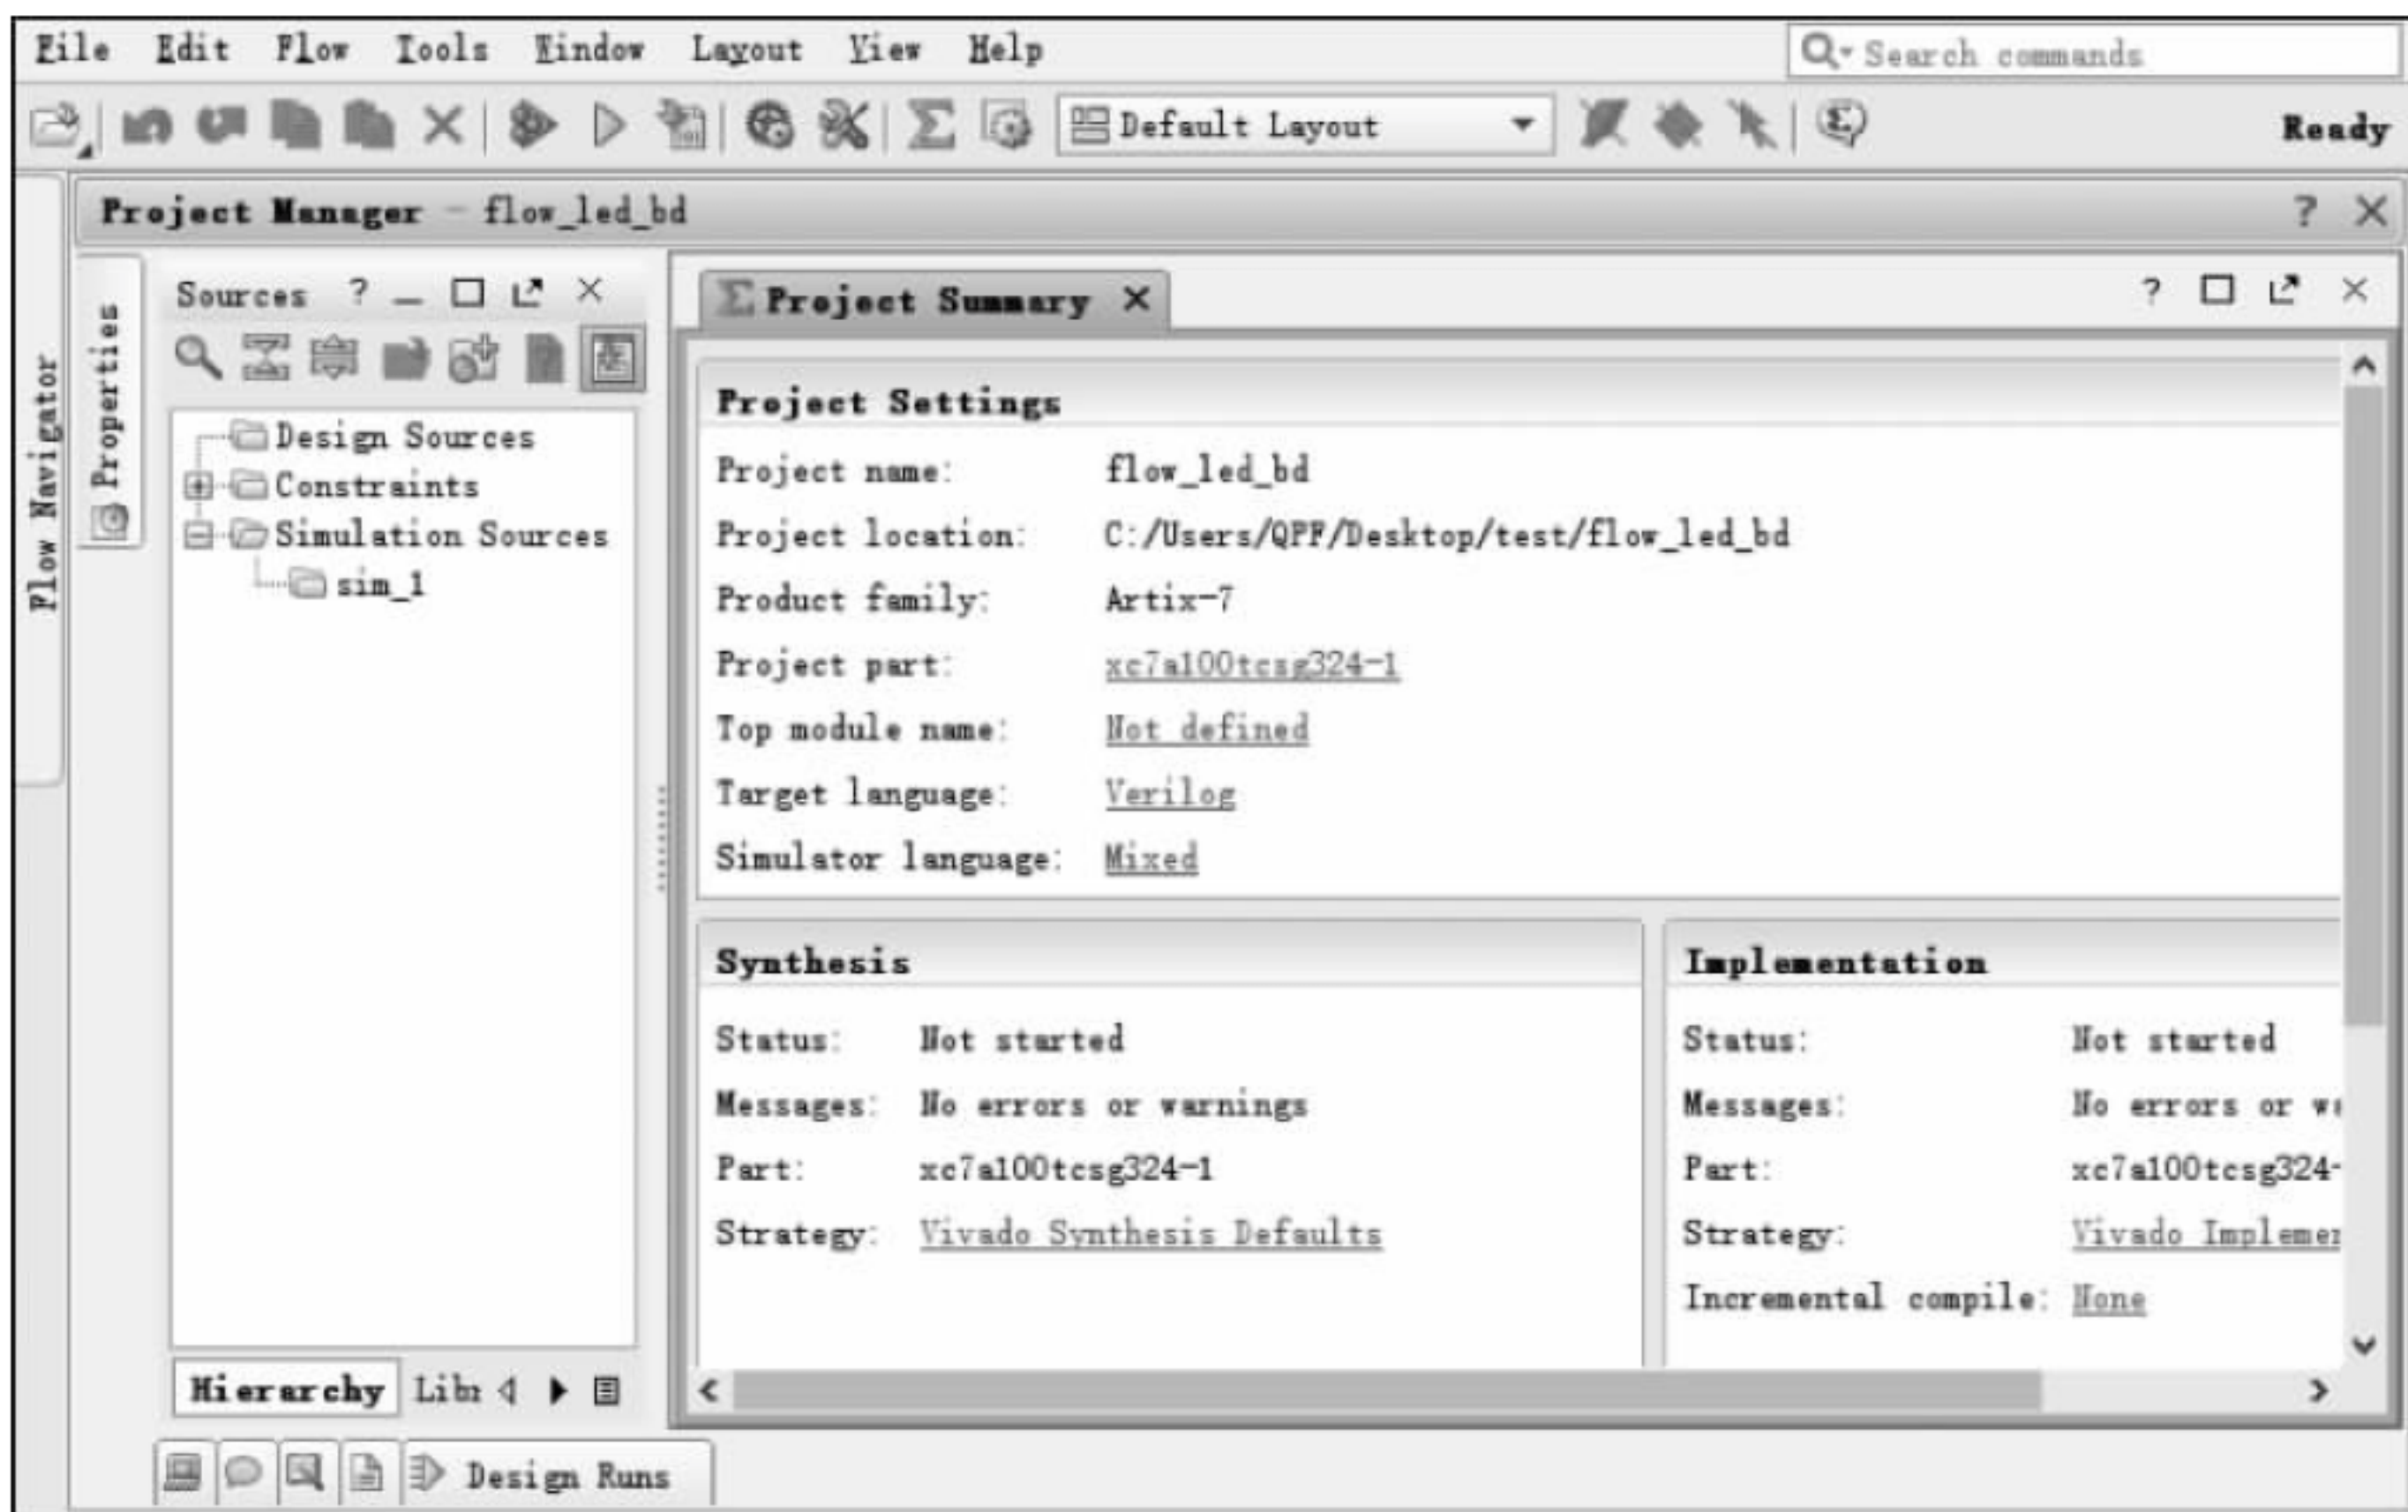 File Edit Flow Tools Window Layout View Help
Search commands
Default Layout
Ready
Project Manager - flow_led_bd
Flow Navigator
Properties
Sources
Design Sources
Constraints
Simulation Sources
sim_1
Hierarchy
Project Summary
Project Settings
Project name: flow_led_bd
Project location: C:/Users/QPF/Desktop/test/flow_led_bd
Product family: Artix-7
Project part: xc7a100tcsg324-1
Top module name: Not defined
Target language: Verilog
Simulator language: Mixed
Synthesis
Status: Not started
Messages: No errors or warnings
Part: xc7a100tcsg324-1
Strategy: Vivado Synthesis Defaults
Implementation
Status: Not started
Messages: No errors or
Part: xc7a100tcsg324-
Strategy: Vivado
Incremental compile: None
Design Runs